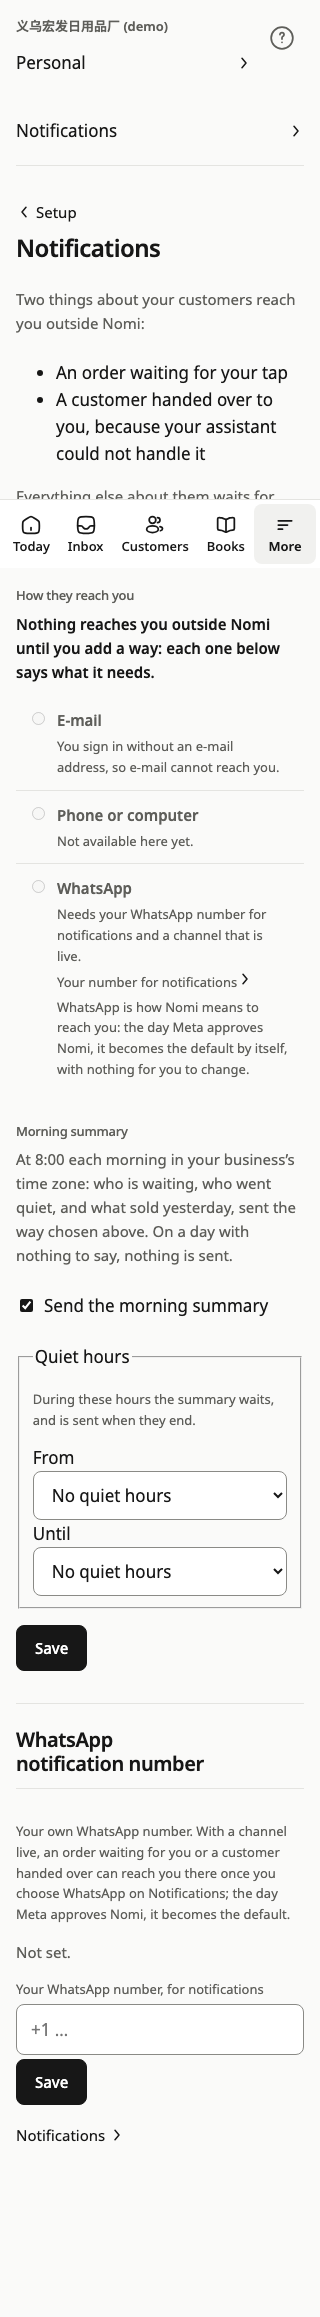 义乌宏发日用品厂 (demo)
Personal
Notifications
Setup
Notifications
Two things about your customers reach
you outside Nomi:
An order waiting for your tap
A customer handed over to
you, because your assistant
could not handle it
Everything else about them waits for
Today
Inbox
Customers
Books
More
How they reach you
Nothing reaches you outside Nomi
until you add a way: each one below
says what it needs.
E-mail
You sign in without an e-mail
address, so e-mail cannot reach you.
Phone or computer
Not available here yet.
WhatsApp
Needs your WhatsApp number for
notifications and a channel that is
live.
Your number for notifications
WhatsApp is how Nomi means to
reach you: the day Meta approves
Nomi, it becomes the default by itself,
with nothing for you to change.
Morning summary
At 8:00 each morning in your business’s
time zone: who is waiting, who went
quiet, and what sold yesterday, sent the
way chosen above. On a day with
nothing to say, nothing is sent.
Send the morning summary
Quiet hours
During these hours the summary waits,
and is sent when they end.
From
No quiet hours
Until
No quiet hours
Save
WhatsApp
notification number
Your own WhatsApp number. With a channel
live, an order waiting for you or a customer
handed over can reach you there once you
choose WhatsApp on Notifications; the day
Meta approves Nomi, it becomes the default.
Not set.
Your WhatsApp number, for notifications
+1 ...
Save
Notifications